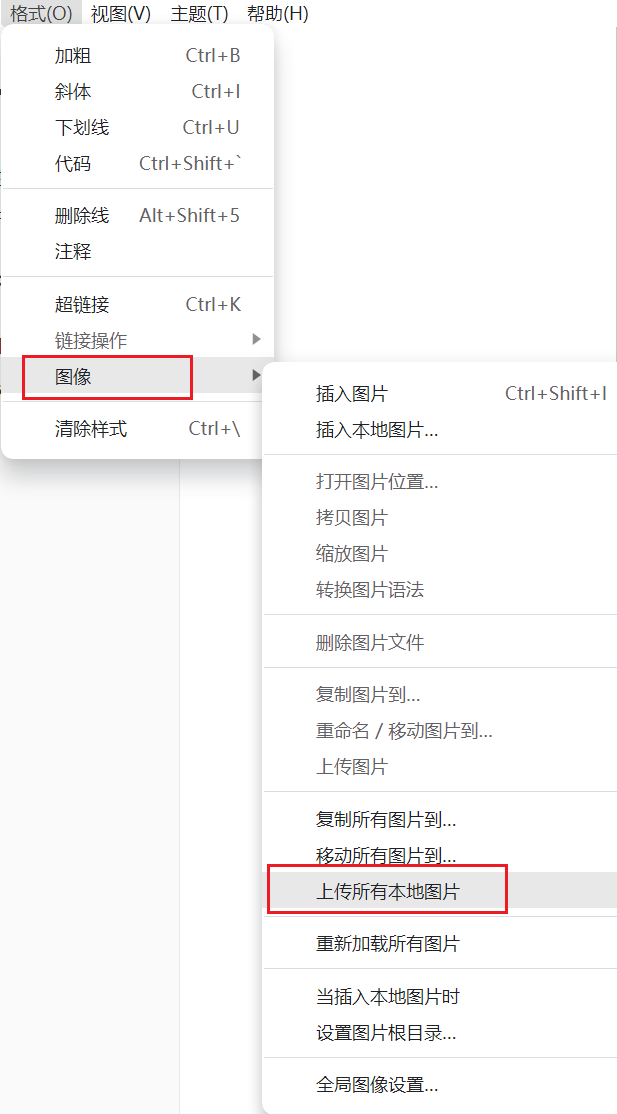 格式(O) 视图(V) 主题(T) 帮助(H)
加粗 Ctrl+B
斜体 Ctrl+I
下划线 Ctrl+U
代码 Ctrl+Shift+`
删除线 Alt+Shift+5
注释
超链接 Ctrl+K
链接操作
图像
清除样式 Ctrl+\
插入图片 Ctrl+Shift+I
插入本地图片...
打开图片位置...
拷贝图片
缩放图片
转换图片语法
删除图片文件
复制图片到...
重命名 / 移动图片到...
上传图片
复制所有图片到...
移动所有图片到...
上传所有本地图片
重新加载所有图片
当插入本地图片时
设置图片根目录...
全局图像设置...